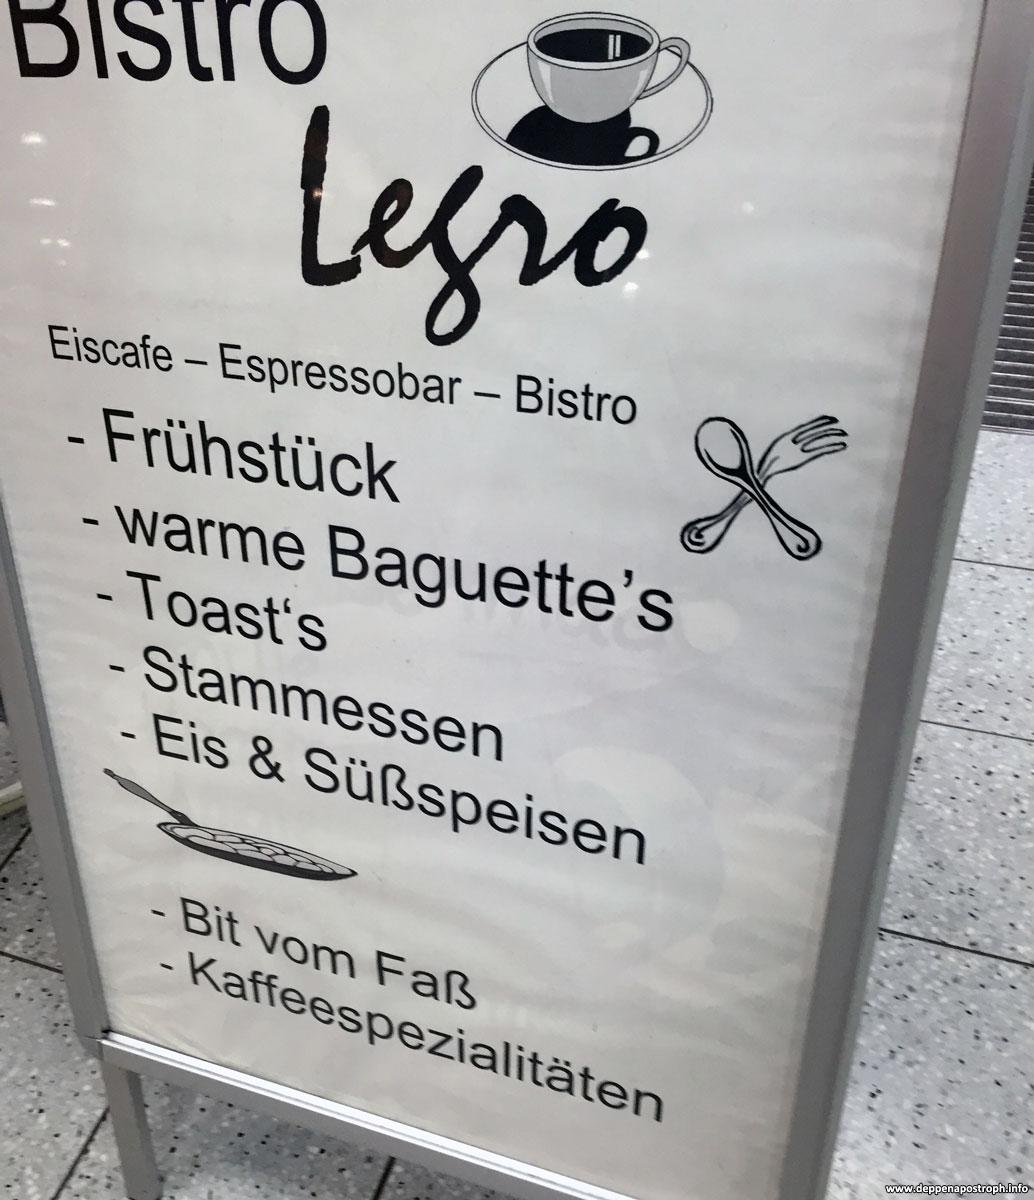 Bistro
Legro
Eiscafe – Espressobar – Bistro
- Frühstück
- warme Baguette’s
- Toast‘s
- Stammessen
- Eis & Süßspeisen
- Bit vom Faß
- Kaffeespezialitäten
www.deppenapostroph.info